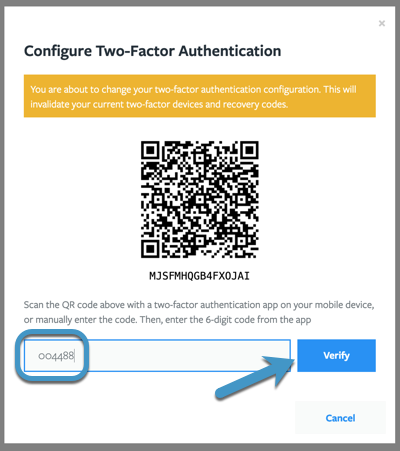 ×
Configure Two-Factor Authentication
You are about to change your two-factor authentication configuration. This will
invalidate your current two-factor devices and recovery codes.
MJSFMHQGB4FXOJAI
Scan the QR code above with a two-factor authentication app on your mobile device,
or manually enter the code. Then, enter the 6-digit code from the app
004488
Verify
Cancel